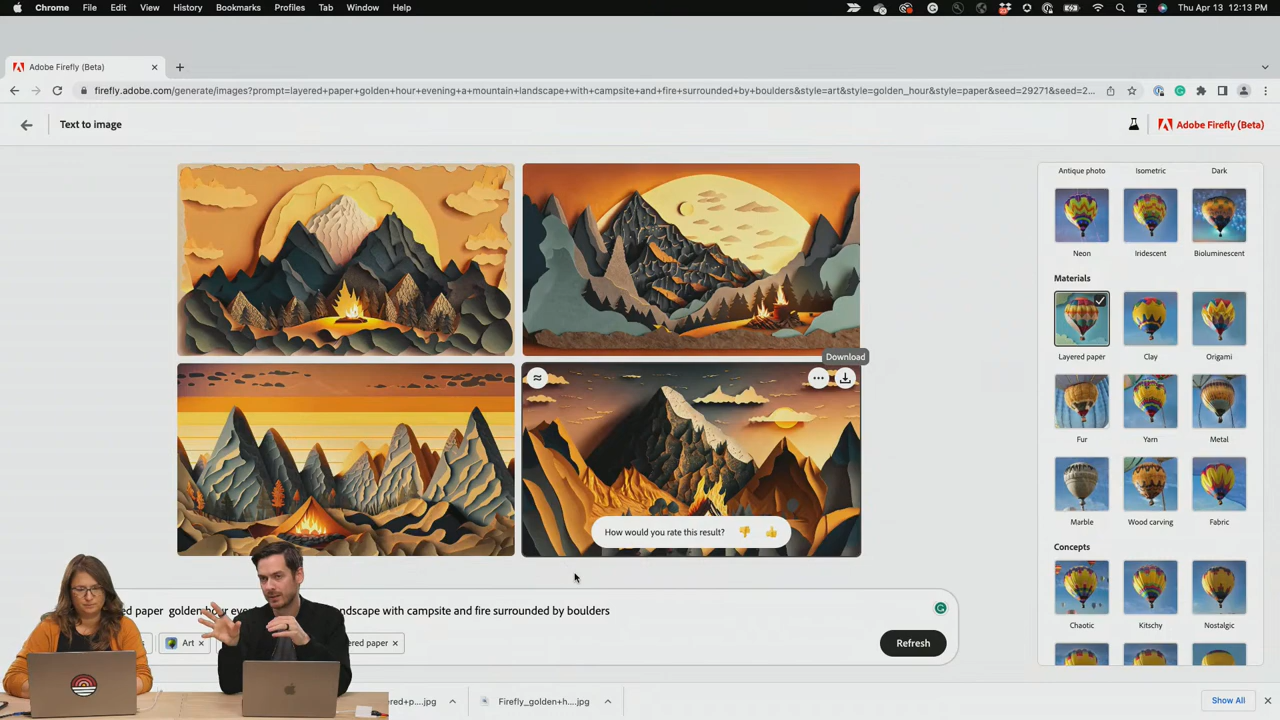 Chrome File Edit View History Bookmarks Profiles Tab Window Help Thu Apr 13 12:13 PM
Adobe Firefly (Beta)
firefly.adobe.com/generate/images?prompt=layered+paper+golden+hour+evening+a+mountain+landscape+with+campsite+and+fire+surrounded+by+boulders&style=art&style=golden_hour&style=paper&seed=29271&seed=2...
Text to image
Adobe Firefly (Beta)
Antique photo Isometric Dark
Neon Iridescent Bioluminescent
Materials
Download
Layered paper Clay Origami
Fur Yarn Metal
Marble Wood carving Fabric
How would you rate this result?
Concepts
Chaotic Kitschy Nostalgic
paper golden hour landscape with campsite and fire surrounded by boulders
Art paper
Refresh
ered+p....jpg Firefly_golden+h....jpg
Show All